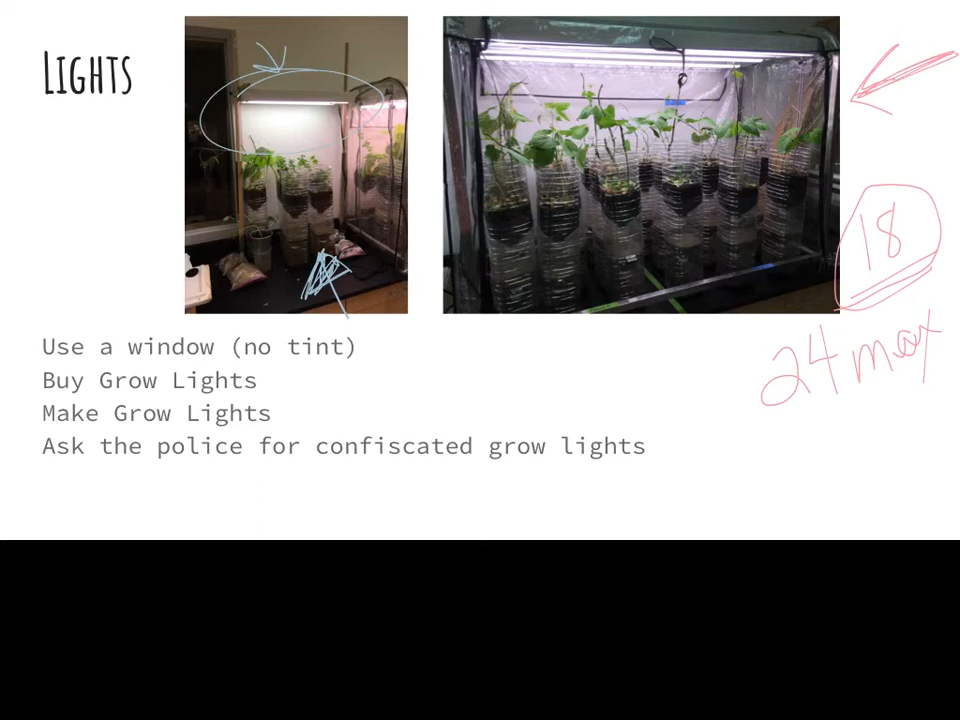 Lights
18
24 max
Use a window (no tint)
Buy Grow Lights
Make Grow Lights
Ask the police for confiscated grow lights